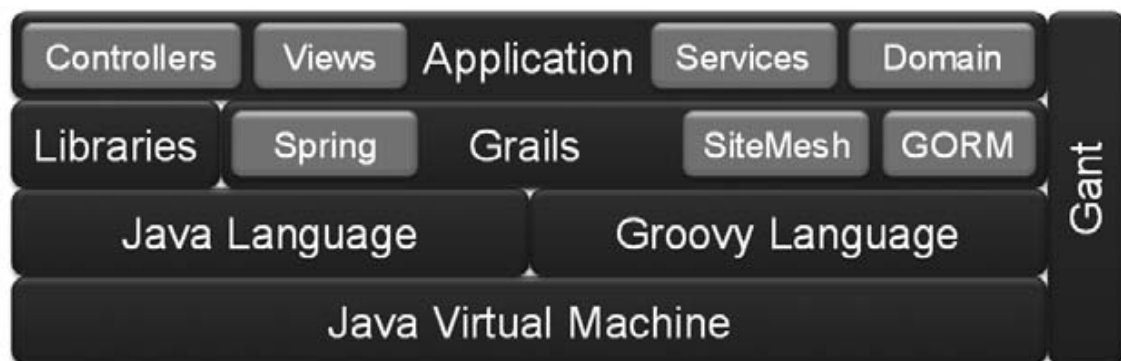 Controllers Views Application Services Domain
Libraries Spring Grails SiteMesh GORM
Java Language Groovy Language
Java Virtual Machine
Gant